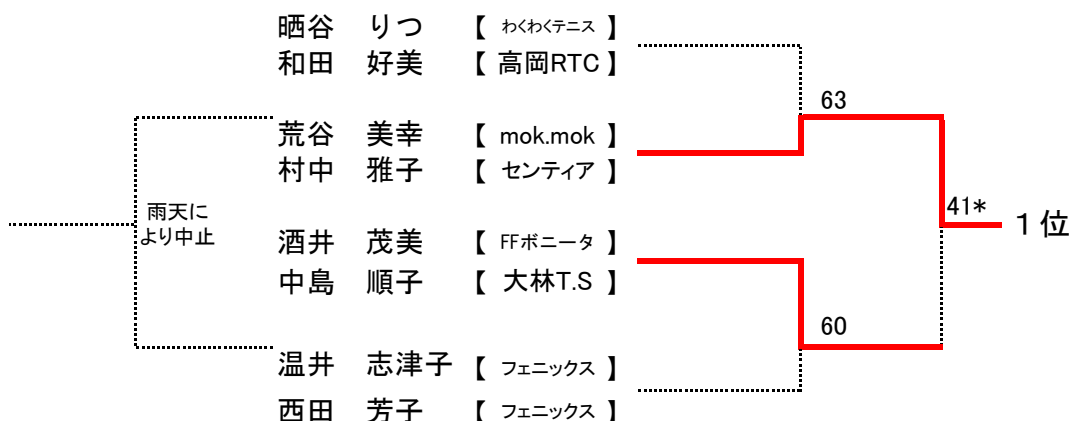 晒谷　りつ　【 わくわくテニス 】
和田　好美　【 高岡RTC 】
63
荒谷　美幸　【 mok.mok 】
村中　雅子　【 センティア 】
雨天に
より中止
41*
1位
酒井　茂美　【 FFボニータ 】
中島　順子　【 大林T.S 】
60
温井　志津子　【 フェニックス 】
西田　芳子　【 フェニックス 】